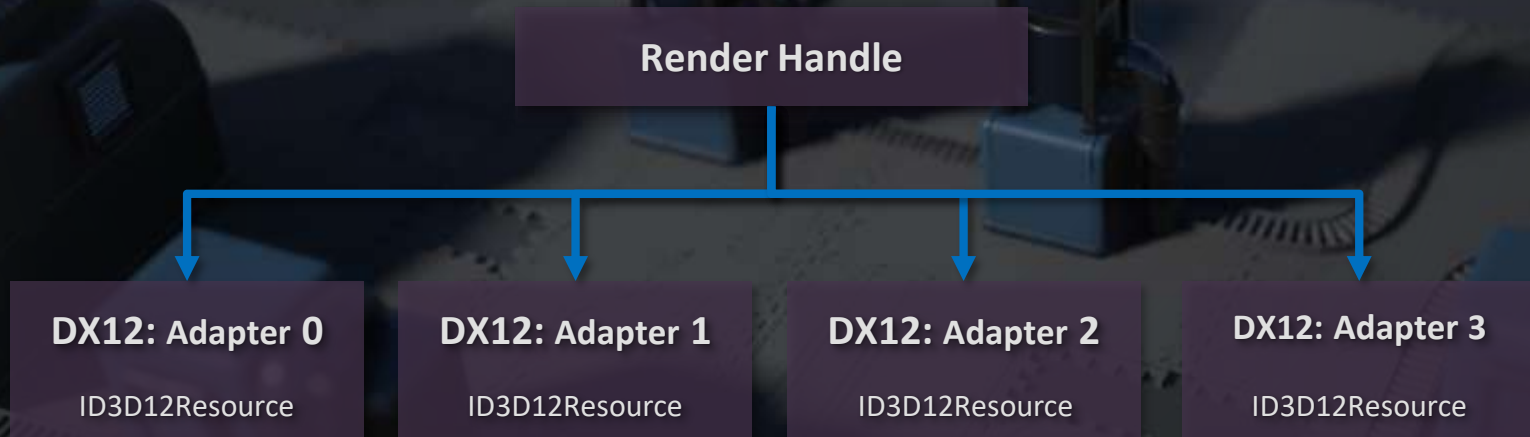 Render Handle
DX12: Adapter 0
DX12: Adapter 1
DX12: Adapter 2
DX12: Adapter 3
ID3D12Resource
ID3D12Resource
ID3D12Resource
ID3D12Resource